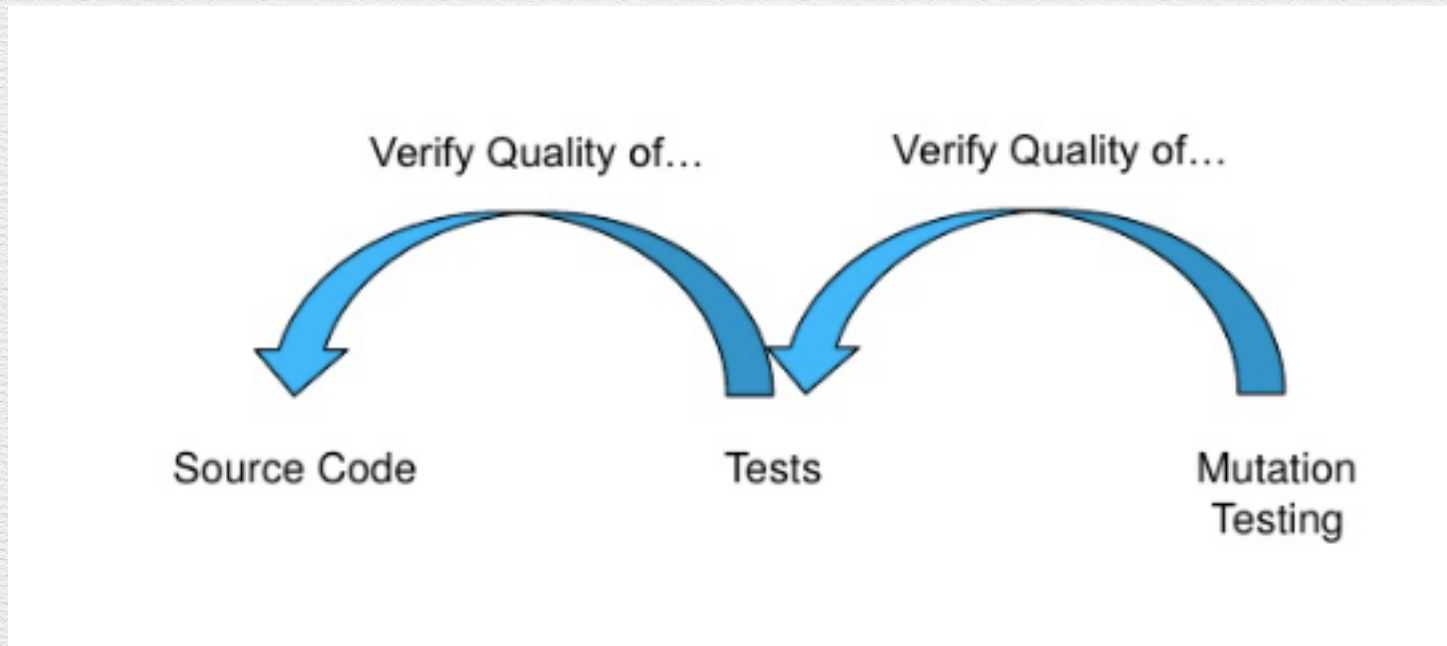 Verify Quality of...
Verify Quality of...
Source Code
Tests
Mutation
Testing